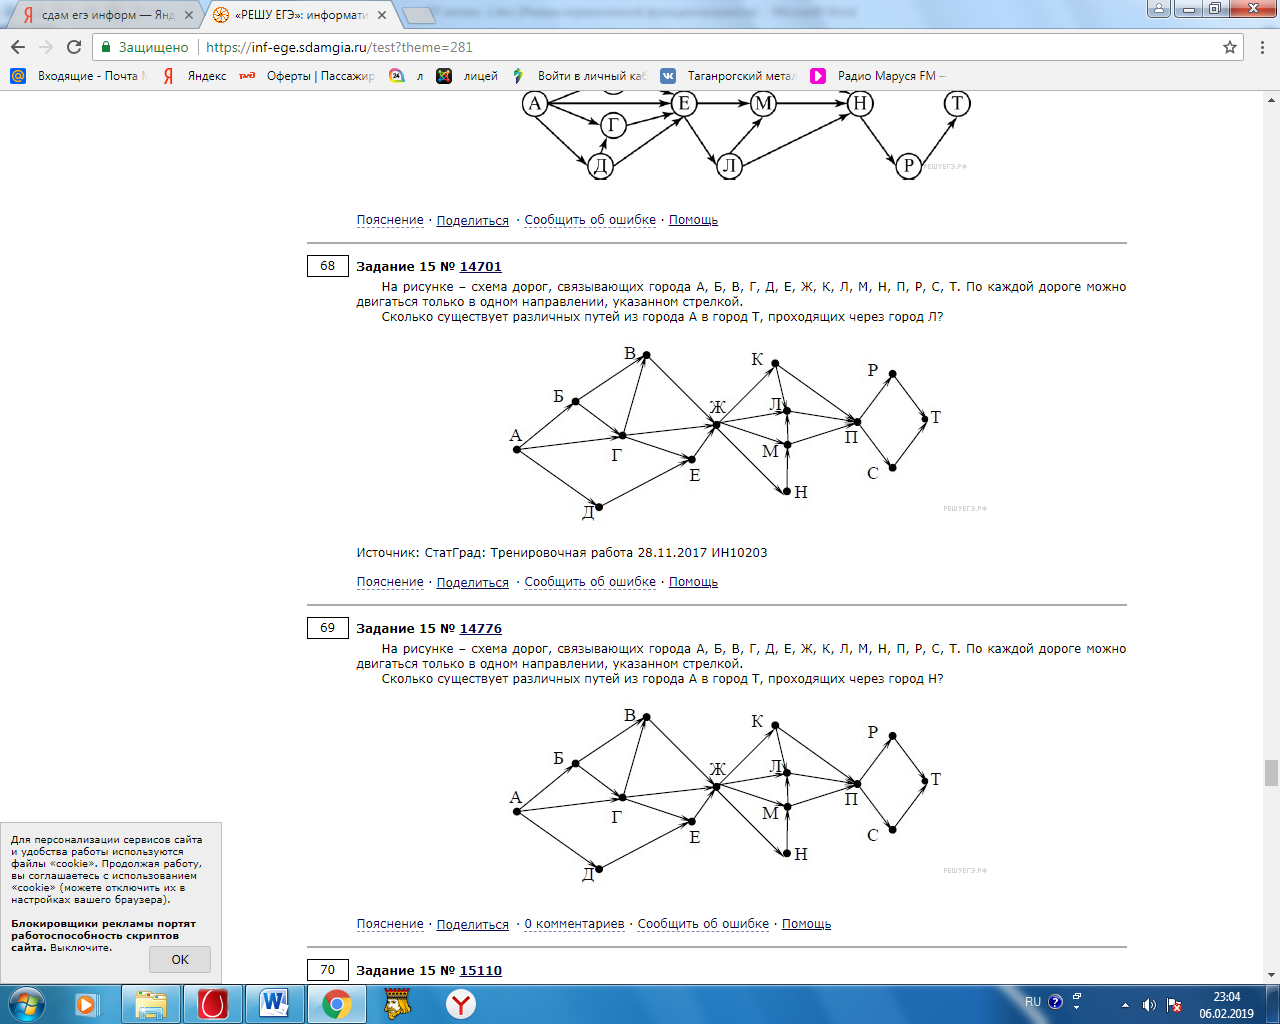 сдам егэ информ — Янд
«РЕШУ ЕГЭ»: информати
Защищено
https://inf-ege.sdamgia.ru/test?theme=281
Входящие - Почта М
Яндекс
Оферты | Пассажир
л
лицей
Войти в личный каб
Таганрогский метал
Радио Маруся FM –
А
Е
М
Н
Т
Г
Д
Л
Р
РЕШУЕГЭ.РФ
Пояснение · Поделиться · Сообщить об ошибке · Помощь
68
Задание 15 № 14701
На рисунке – схема дорог, связывающих города А, Б, В, Г, Д, Е, Ж, К, Л, М, Н, П, Р, С, Т. По каждой дороге можно
двигаться только в одном направлении, указанном стрелкой.
Сколько существует различных путей из города А в город Т, проходящих через город Л?
В
К
Р
Б
Ж
Л
Т
А
Г
М
П
Е
С
Д
Н
РЕШУЕГЭ.РФ
Источник: СтатГрад: Тренировочная работа 28.11.2017 ИН10203
Пояснение · Поделиться · Сообщить об ошибке · Помощь
69
Задание 15 № 14776
На рисунке – схема дорог, связывающих города А, Б, В, Г, Д, Е, Ж, К, Л, М, Н, П, Р, С, Т. По каждой дороге можно
двигаться только в одном направлении, указанном стрелкой.
Сколько существует различных путей из города А в город Т, проходящих через город Н?
В
К
Р
Б
Ж
Л
Т
А
Г
М
П
Е
С
Д
Н
РЕШУЕГЭ.РФ
Пояснение · Поделиться · 0 комментариев · Сообщить об ошибке · Помощь
70
Задание 15 № 15110
Для персонализации сервисов сайта
и удобства работы используются
файлы «cookie». Продолжая работу,
вы соглашаетесь с использованием
«cookie» (можете отключить их в
настройках вашего браузера).
Блокировщики рекламы портят
работоспособность скриптов
сайта. Выключите.
OK
RU
23:04
06.02.2019